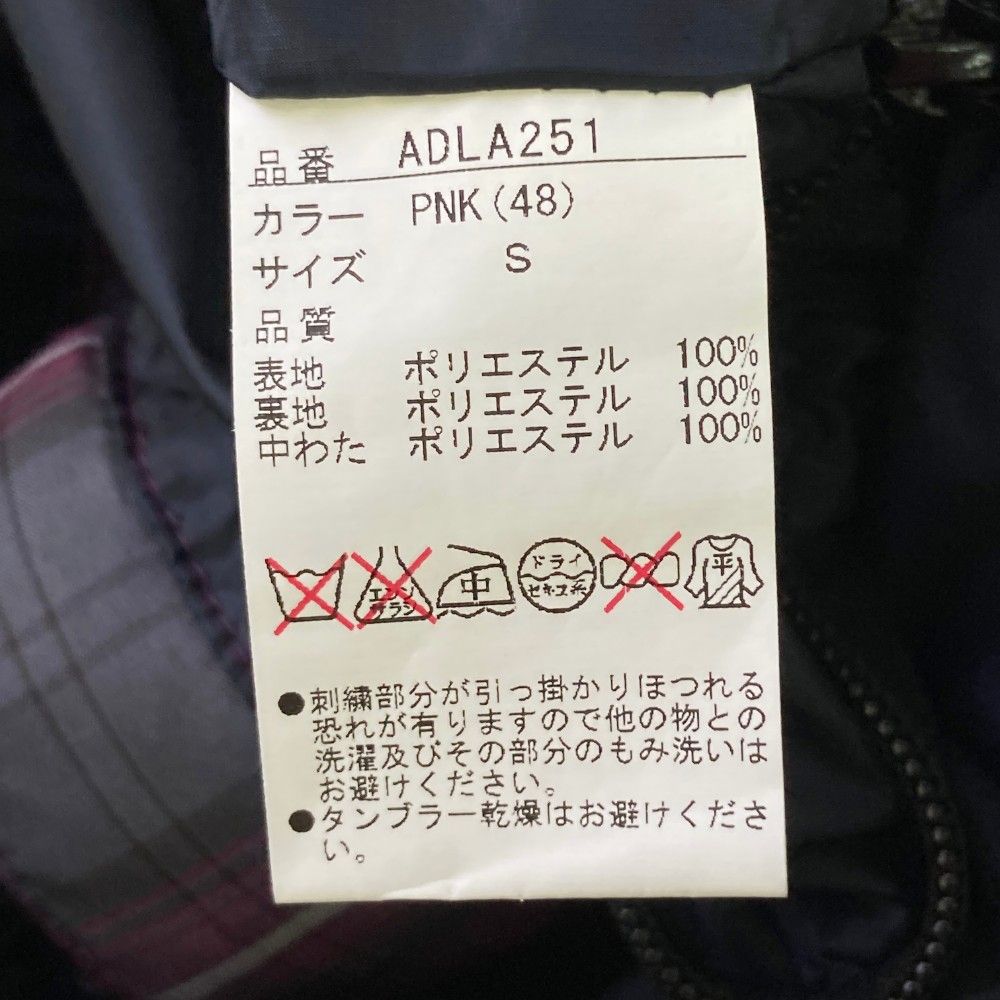 品番 ADLA251
カラー PNK(48)
サイズ S
品質
表地 ポリエステル 100%
裏地 ポリエステル 100%
中わた ポリエステル 100%
エンソ サラシ 中 ドライ セキユ系 平
●刺繍部分が引っ掛かりほつれる
恐れが有りますので他の物との
洗濯及びその部分のもみ洗いは
お避けください。
●タンブラー乾燥はお避けくださ
い。